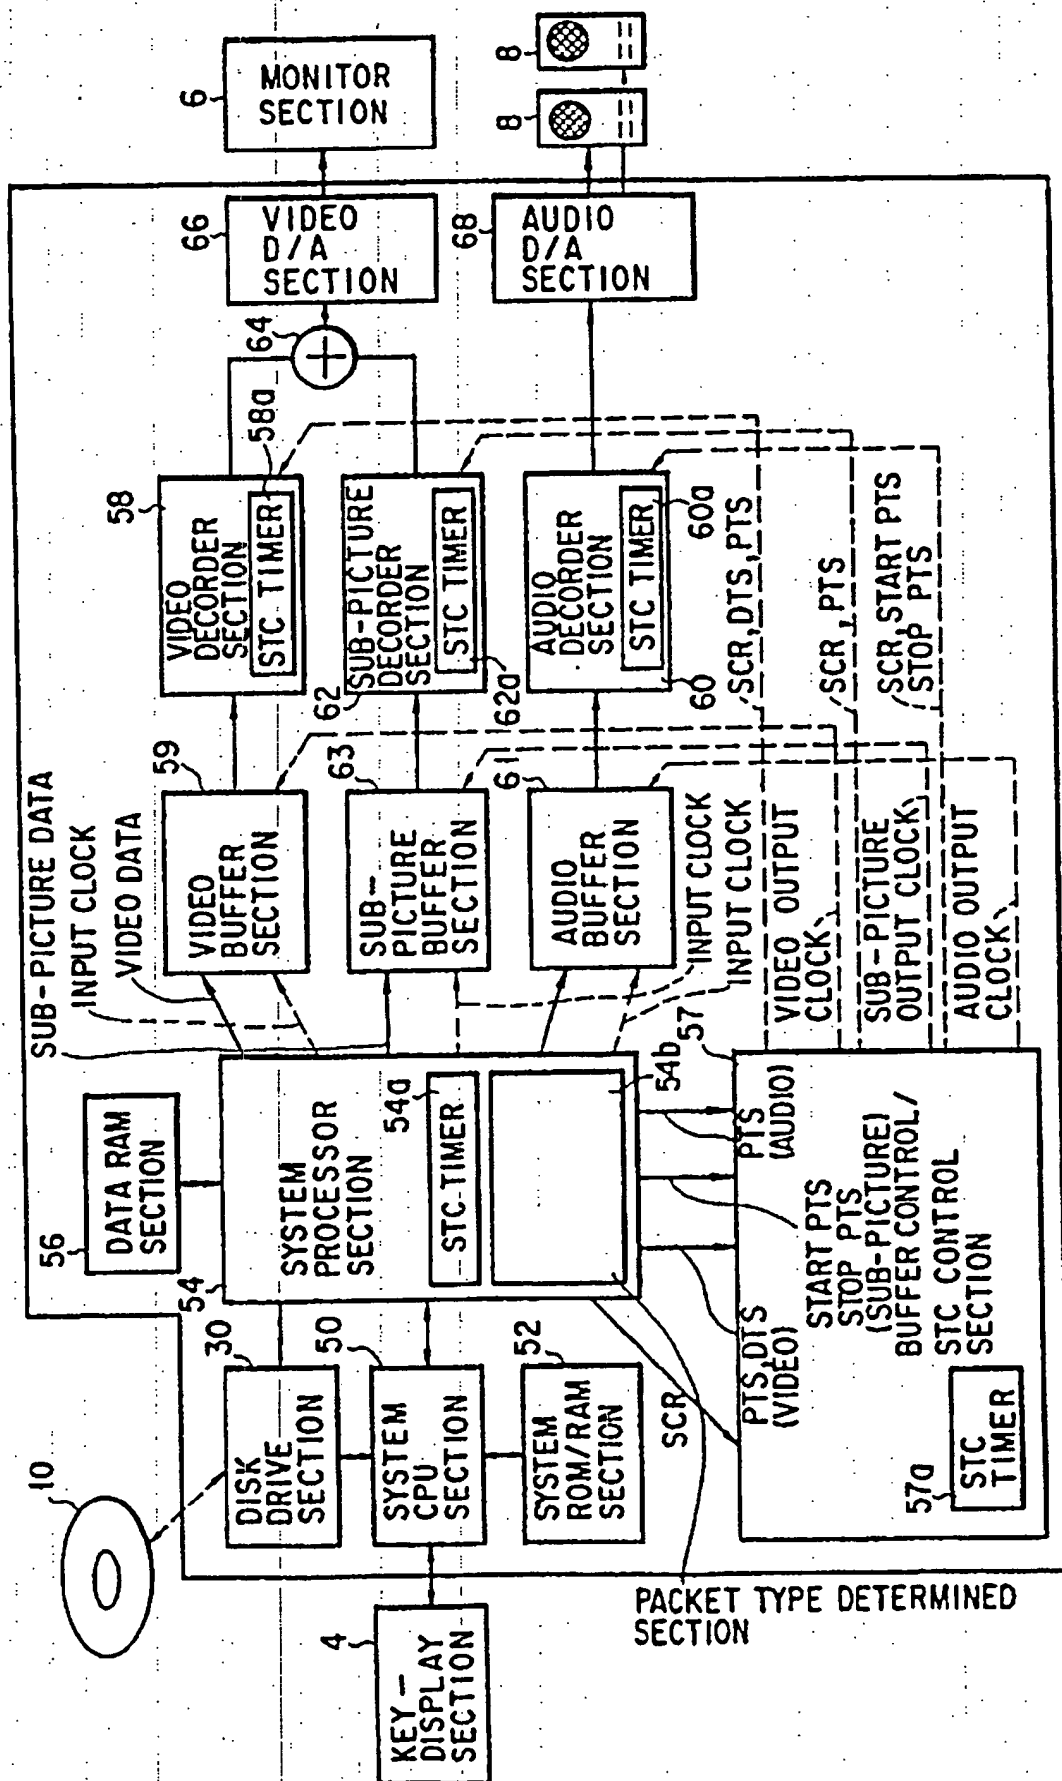 10
4
KEY-
DISPLAY
SECTION
30
DISK
DRIVE
SECTION
50
SYSTEM
CPU
SECTION
52
SYSTEM
ROM/RAM
SECTION
56
DATA RAM
SECTION
54
SYSTEM
PROCESSOR
SECTION
54a
STC TIMER
54b
PACKET TYPE DETERMINED
SECTION
SCR
PTS,DTS
(VIDEO)
START PTS
STOP PTS
(SUB-PICTURE)
PTS
(AUDIO)
57
BUFFER CONTROL/
STC CONTROL
SECTION
57a
STC
TIMER
SUB-PICTURE DATA
INPUT CLOCK
VIDEO DATA
59
VIDEO
BUFFER
SECTION
63
SUB-
PICTURE
BUFFER
SECTION
61
AUDIO
BUFFER
SECTION
INPUT CLOCK
INPUT CLOCK
VIDEO OUTPUT
CLOCK
SUB-PICTURE
OUTPUT CLOCK
AUDIO OUTPUT
CLOCK
58
VIDEO
DECORDER
SECTION
58a
STC TIMER
62
SUB-PICTURE
DECORDER
SECTION
STC TIMER
62a
AUDIO
DECORDER
SECTION
STC TIMER
60
60a
SCR,DTS,PTS
SCR,PTS
SCR,START PTS
STOP PTS
64
66
VIDEO
D/A
SECTION
68
AUDIO
D/A
SECTION
6
MONITOR
SECTION
8
8